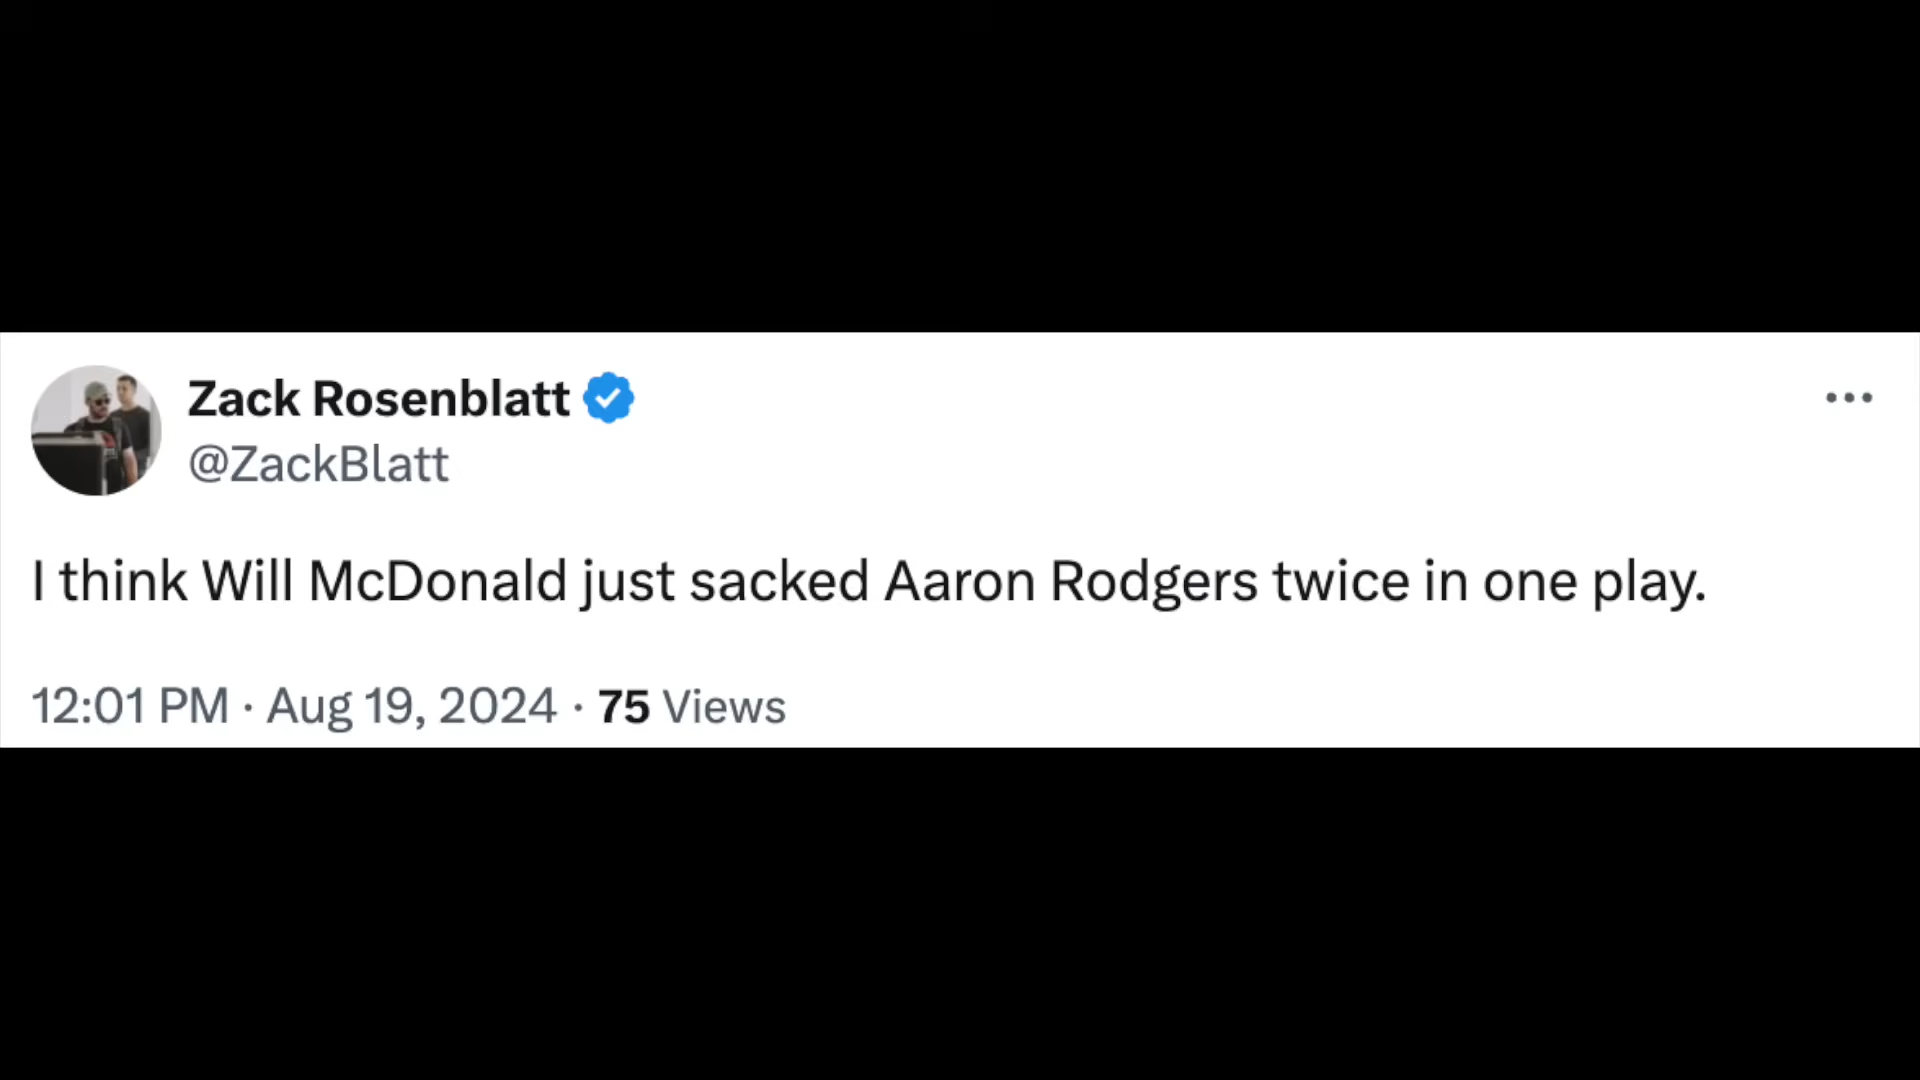 Zack Rosenblatt
@ZackBlatt
I think Will McDonald just sacked Aaron Rodgers twice in one play.
12:01 PM · Aug 19, 2024 · 75 Views